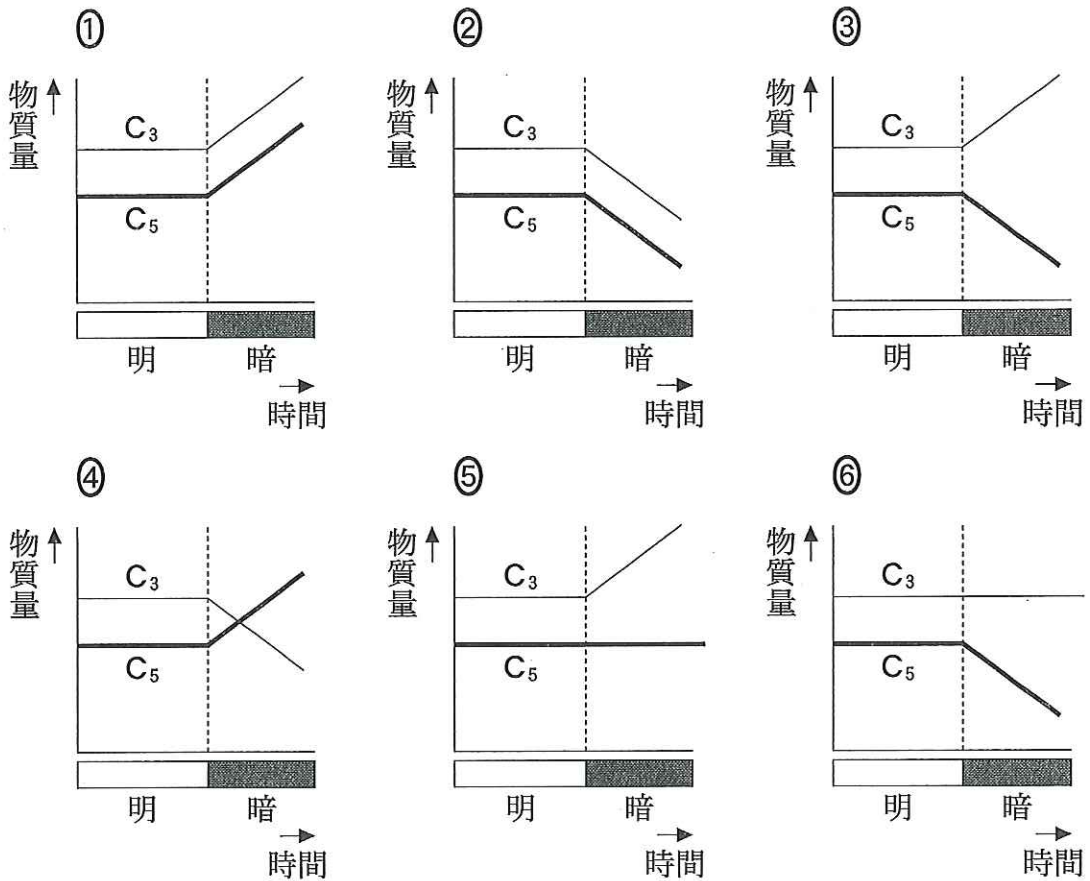 ① ② ③
物質量 物質量 物質量
C₃ C₃ C₃
C₅ C₅ C₅
明 暗 明 暗 明 暗
時間 時間 時間
④ ⑤ ⑥
物質量 物質量 物質量
C₃ C₃ C₃
C₅ C₅ C₅
明 暗 明 暗 明 暗
時間 時間 時間